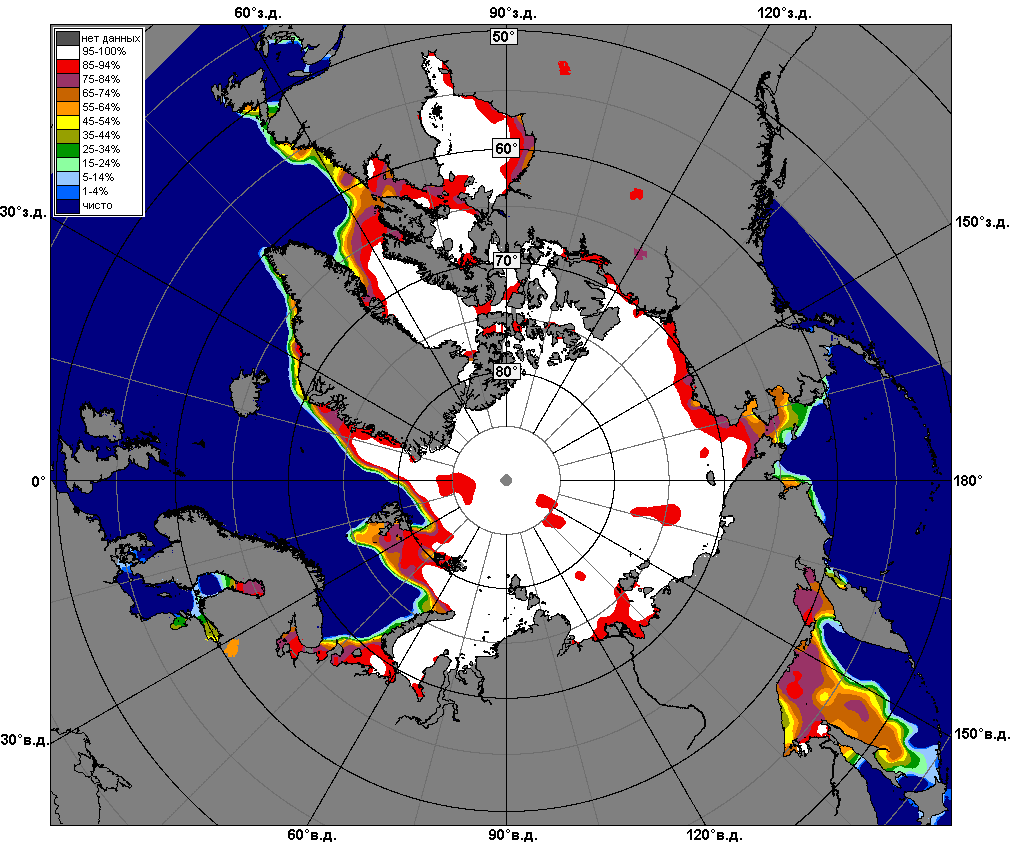 60°з.д.
90°з.д.
120°з.д.
нет данных
95-100%
85-94%
75-84%
65-74%
55-64%
45-54%
35-44%
25-34%
15-24%
5-14%
1-4%
чисто
50°
60°
70°
80°
30°з.д.
150°з.д.
0°
180°
30°в.д.
150°в.д.
60°в.д.
90°в.д.
120°в.д.